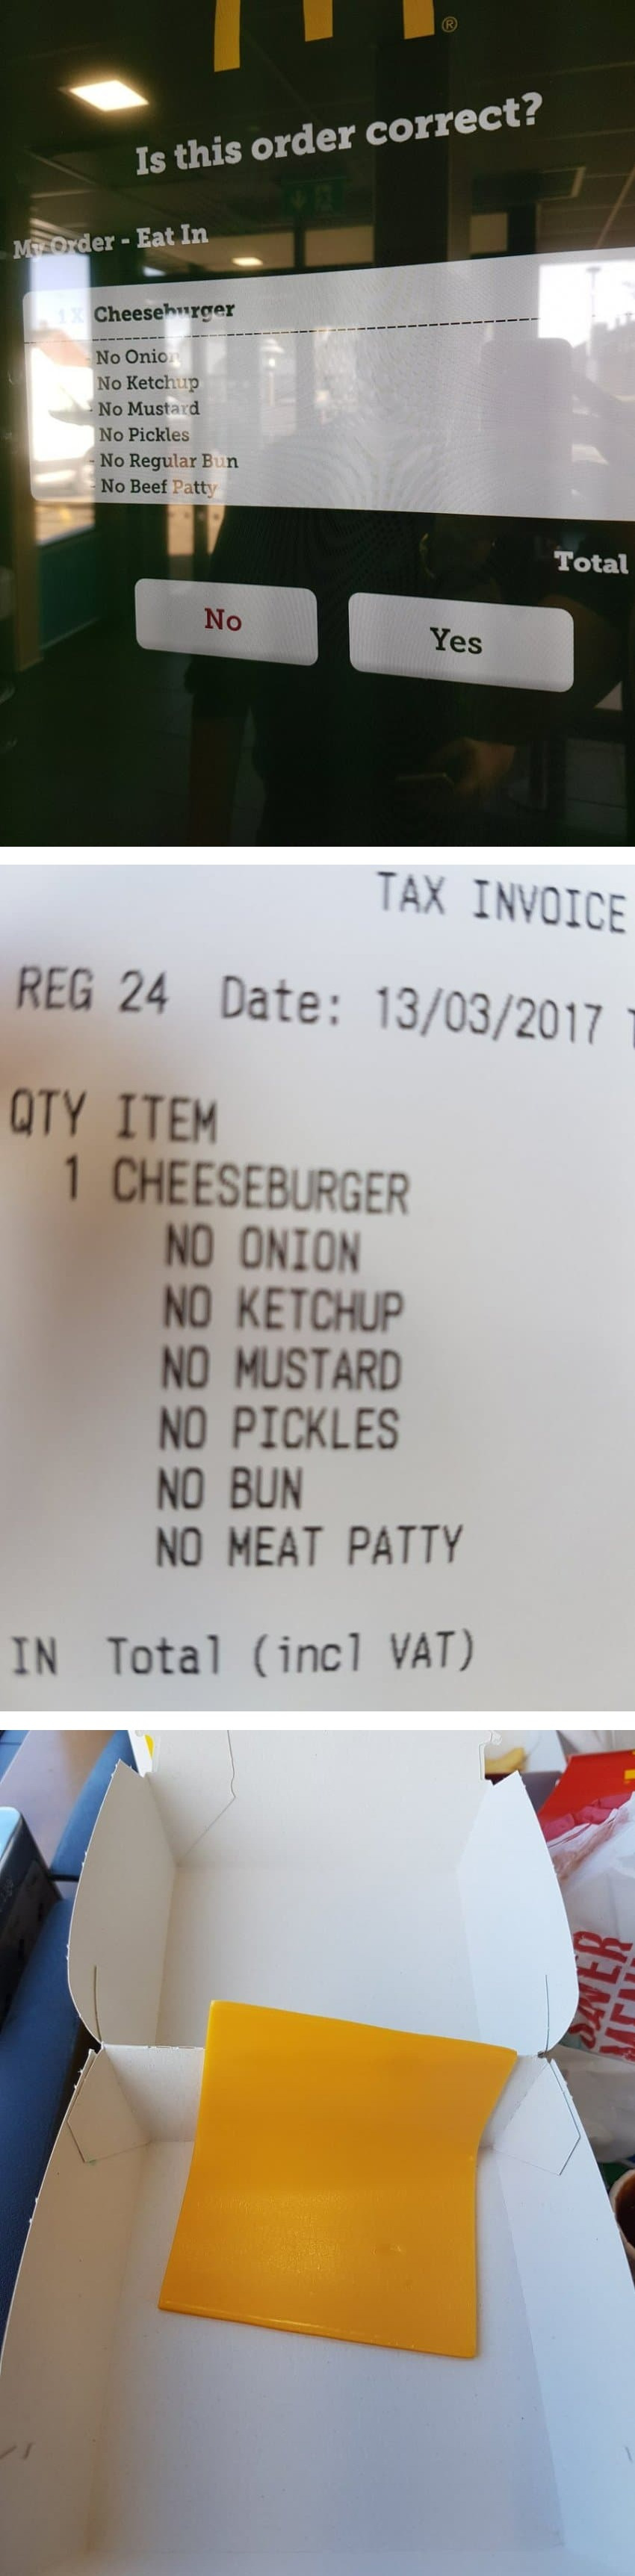 ®
Is this order correct?
My Order - Eat In
1 X Cheeseburger
- No Onion
No Ketchup
- No Mustard
No Pickles
- No Regular Bun
- No Beef Patty
Total
No
Yes
TAX INVOICE
REG 24 Date: 13/03/2017
QTY ITEM
1 CHEESEBURGER
NO ONION
NO KETCHUP
NO MUSTARD
NO PICKLES
NO BUN
NO MEAT PATTY
IN Total (incl VAT)